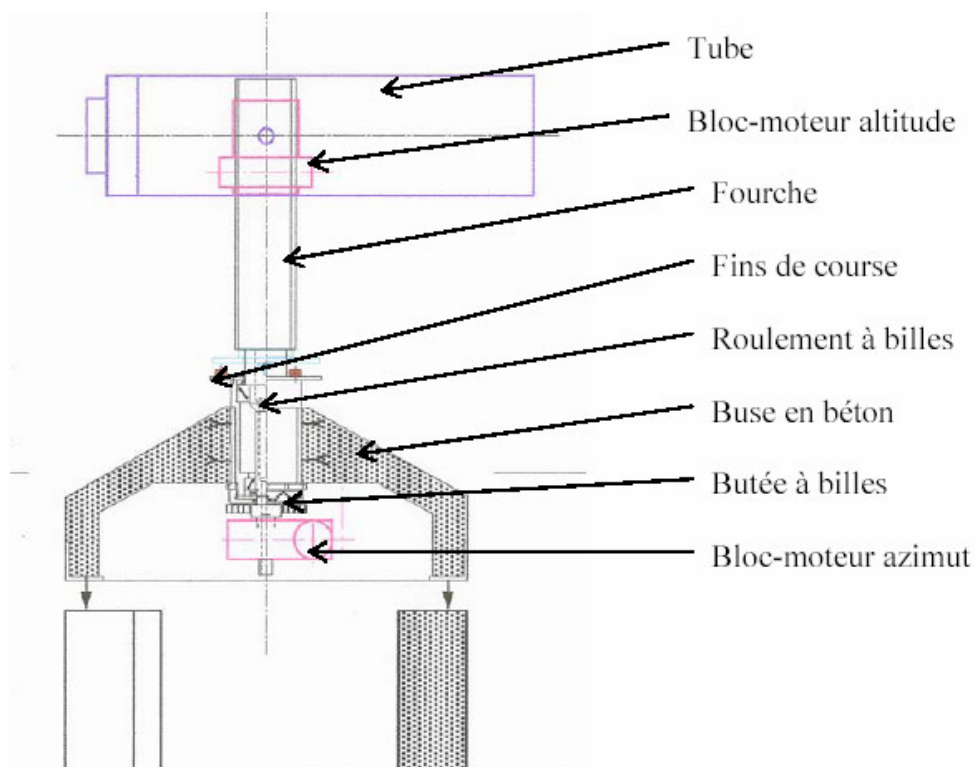 Tube
Bloc-moteur altitude
Fourche
Fins de course
Roulement à billes
Buse en béton
Butée à billes
Bloc-moteur azimut